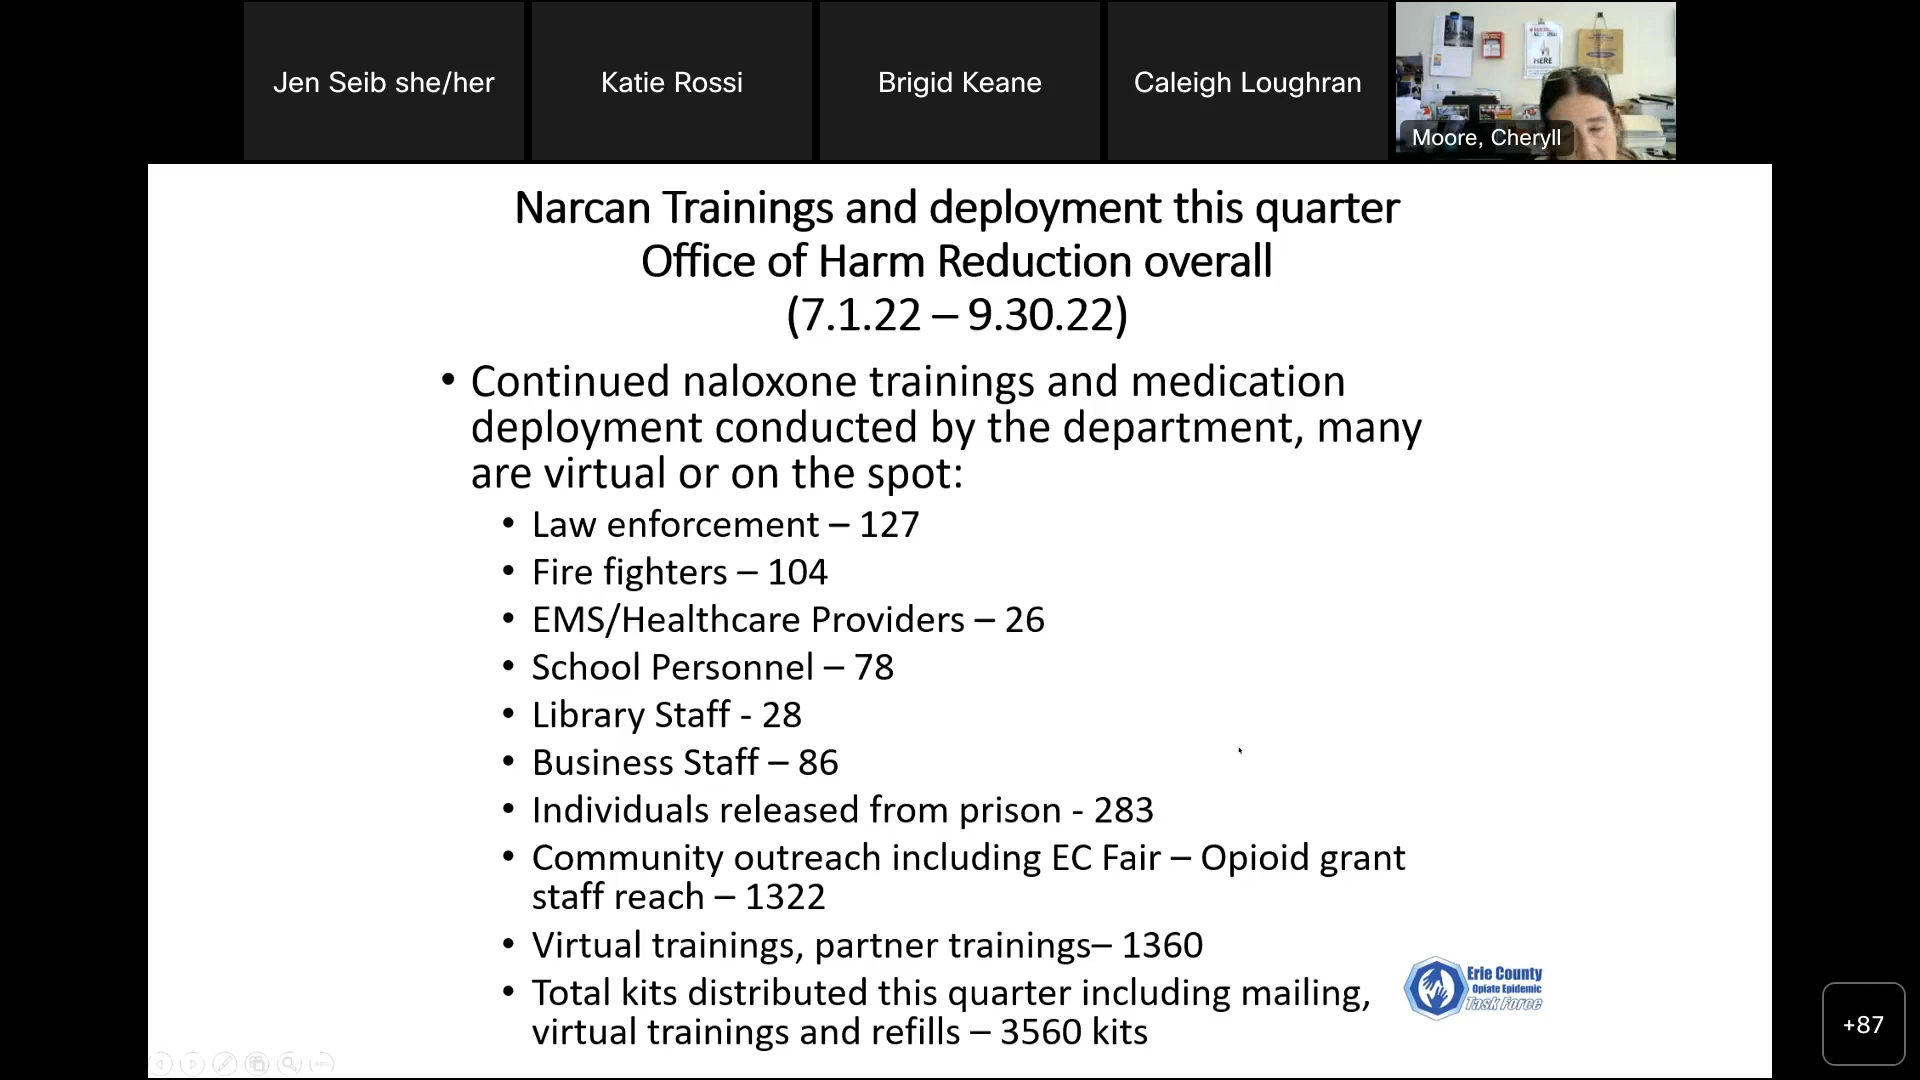 Jen Seib she/her
Katie Rossi
Brigid Keane
Caleigh Loughran
HERE
Moore, Cheryll
Narcan Trainings and deployment this quarter
Office of Harm Reduction overall
(7.1.22 – 9.30.22)
• Continued naloxone trainings and medication
deployment conducted by the department, many
are virtual or on the spot:
• Law enforcement – 127
• Fire fighters – 104
• EMS/Healthcare Providers – 26
• School Personnel – 78
• Library Staff - 28
• Business Staff – 86
• Individuals released from prison - 283
• Community outreach including EC Fair – Opioid grant
staff reach – 1322
• Virtual trainings, partner trainings– 1360
• Total kits distributed this quarter including mailing,
virtual trainings and refills – 3560 kits
Erie County
Opiate Epidemic
Task Force
+87